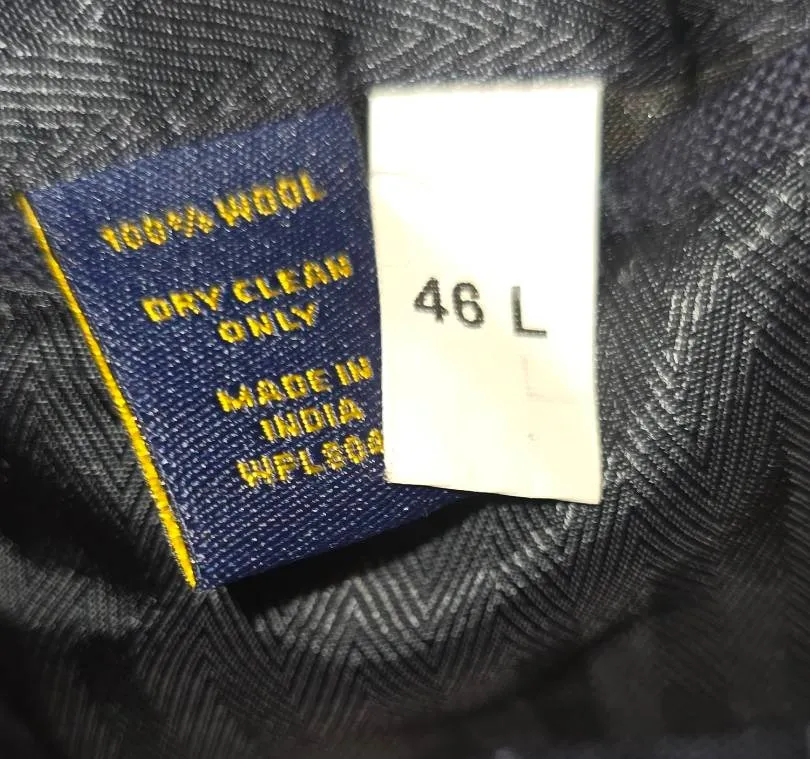 100% WOOL
DRY CLEAN
ONLY
MADE IN
INDIA
46 L